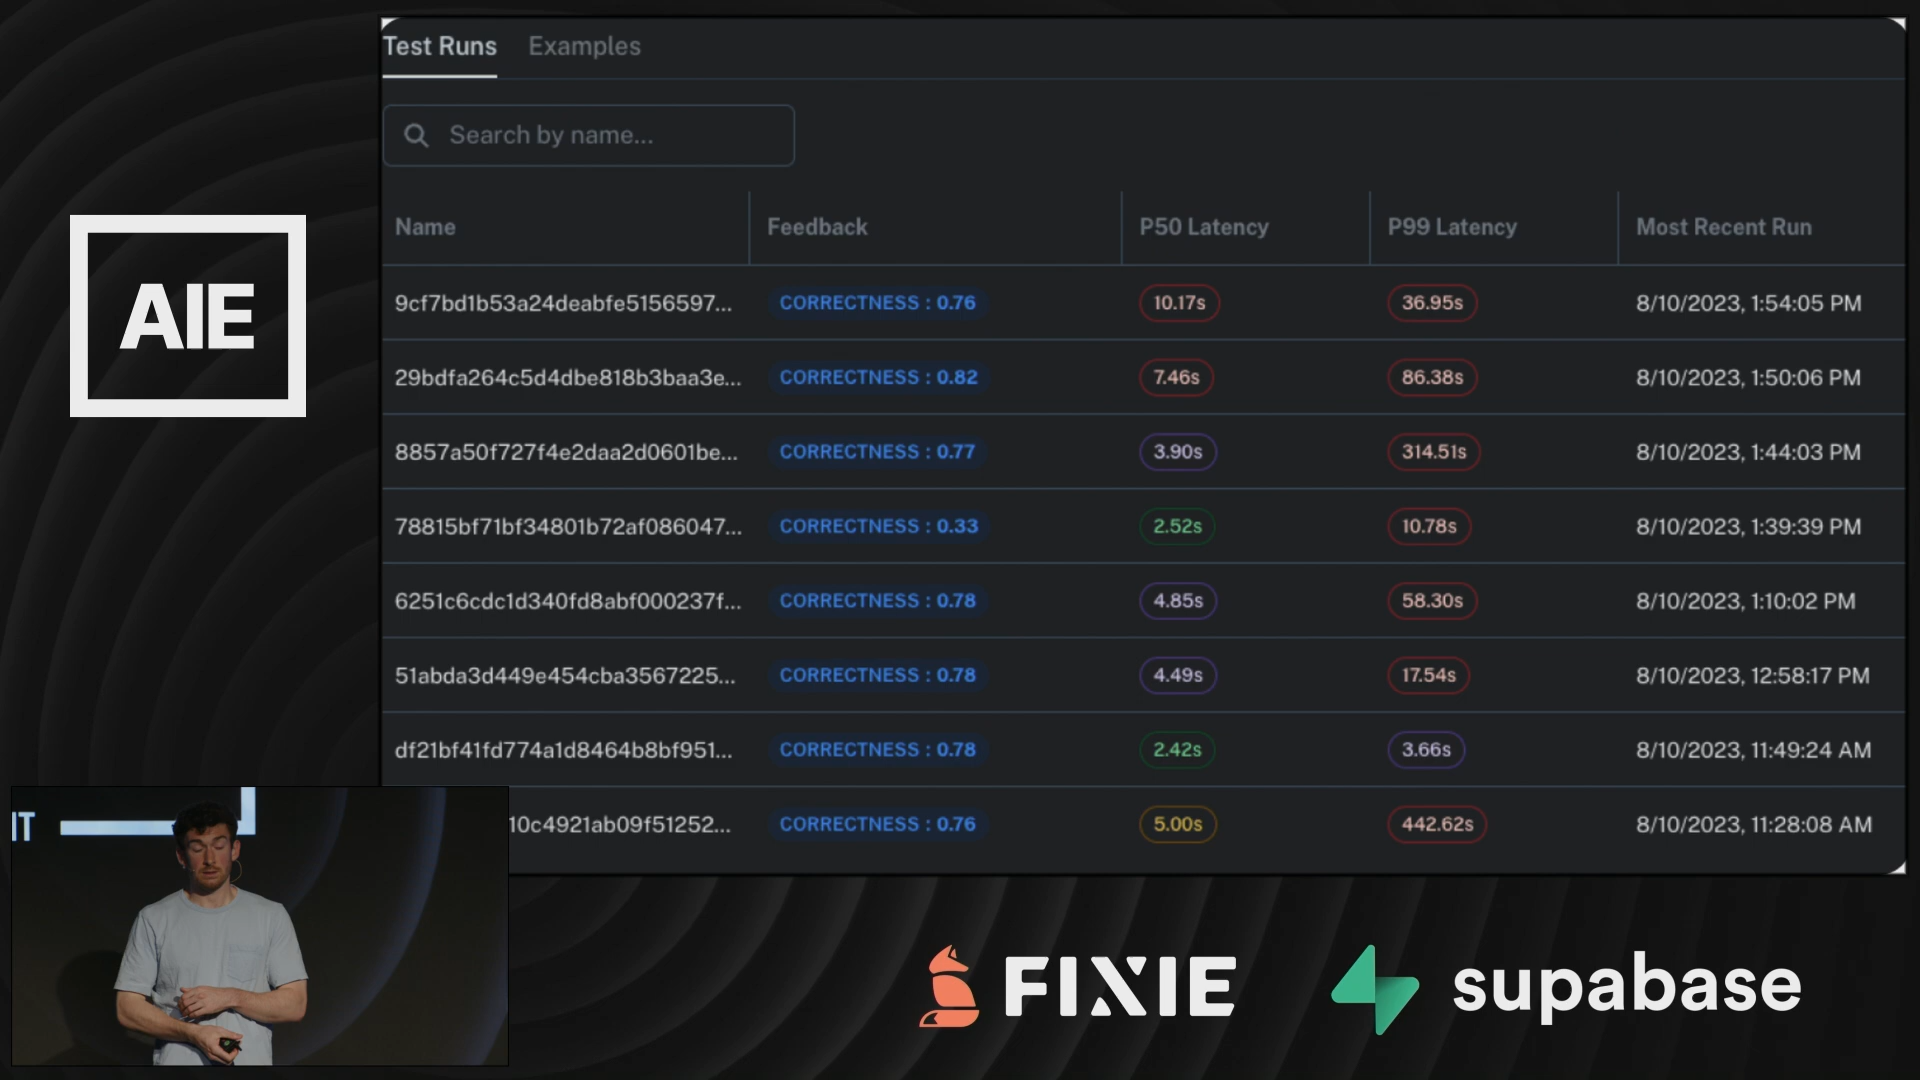 Test Runs Examples
Search by name...
Name Feedback P50 Latency P99 Latency Most Recent Run
9cf7bd1b53a24deabfe5156597... CORRECTNESS : 0.76 10.17s 36.95s 8/10/2023, 1:54:05 PM
29bdfa264c5d4dbe818b3baa3e... CORRECTNESS : 0.82 7.46s 86.38s 8/10/2023, 1:50:06 PM
8857a50f727f4e2daa2d0601be... CORRECTNESS : 0.77 3.90s 314.51s 8/10/2023, 1:44:03 PM
78815bf71bf34801b72af086047... CORRECTNESS : 0.33 2.52s 10.78s 8/10/2023, 1:39:39 PM
6251c6cdc1d340fd8abf000237f... CORRECTNESS : 0.78 4.85s 58.30s 8/10/2023, 1:10:02 PM
51abda3d449e454cba3567225... CORRECTNESS : 0.78 4.49s 17.54s 8/10/2023, 12:58:17 PM
df21bf41fd774a1d8464b8bf951... CORRECTNESS : 0.78 2.42s 3.66s 8/10/2023, 11:49:24 AM
10c4921ab09f51252... CORRECTNESS : 0.76 5.00s 442.62s 8/10/2023, 11:28:08 AM
AIE
IT
FIXIE
supabase